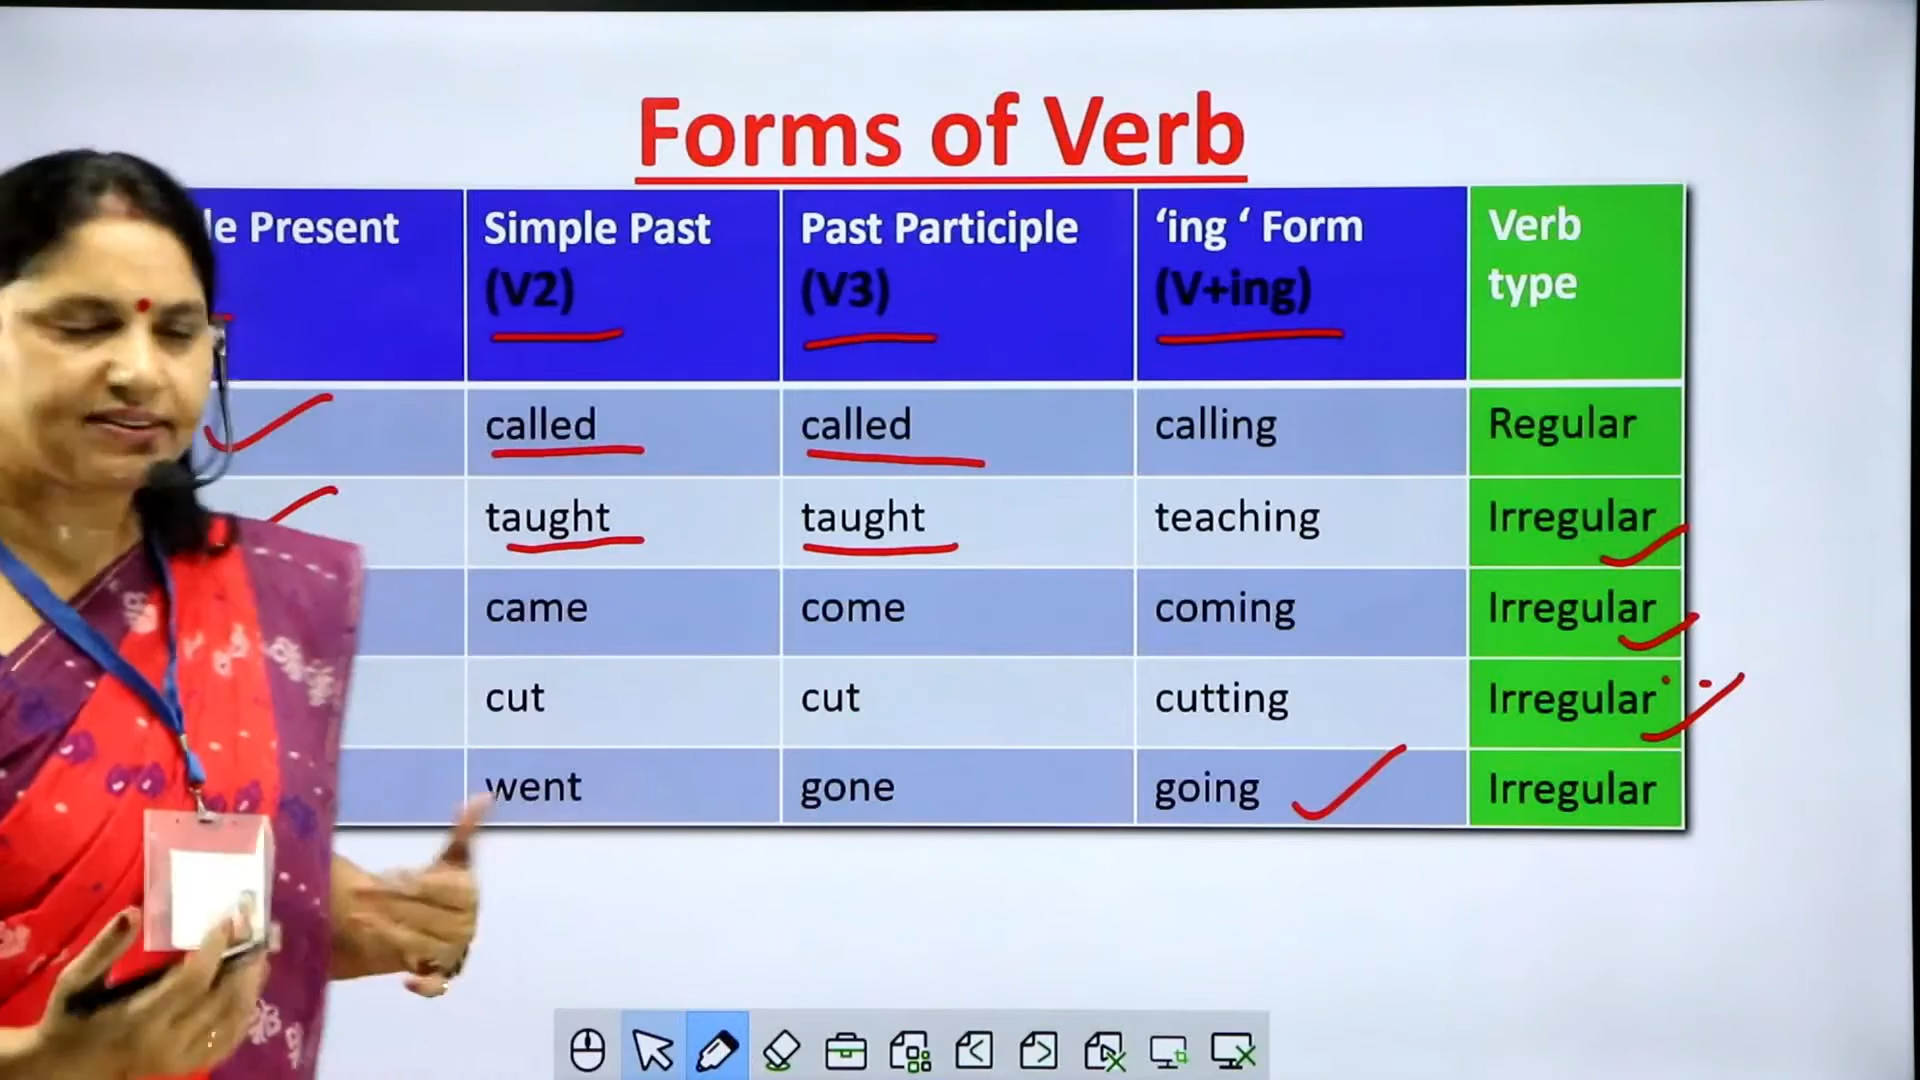 Forms of Verb
le Present
Simple Past
(V2)
Past Participle
(V3)
‘ing ‘ Form
(V+ing)
Verb
type
called called calling Regular
taught taught teaching Irregular
came come coming Irregular
cut cut cutting Irregular
went gone going Irregular